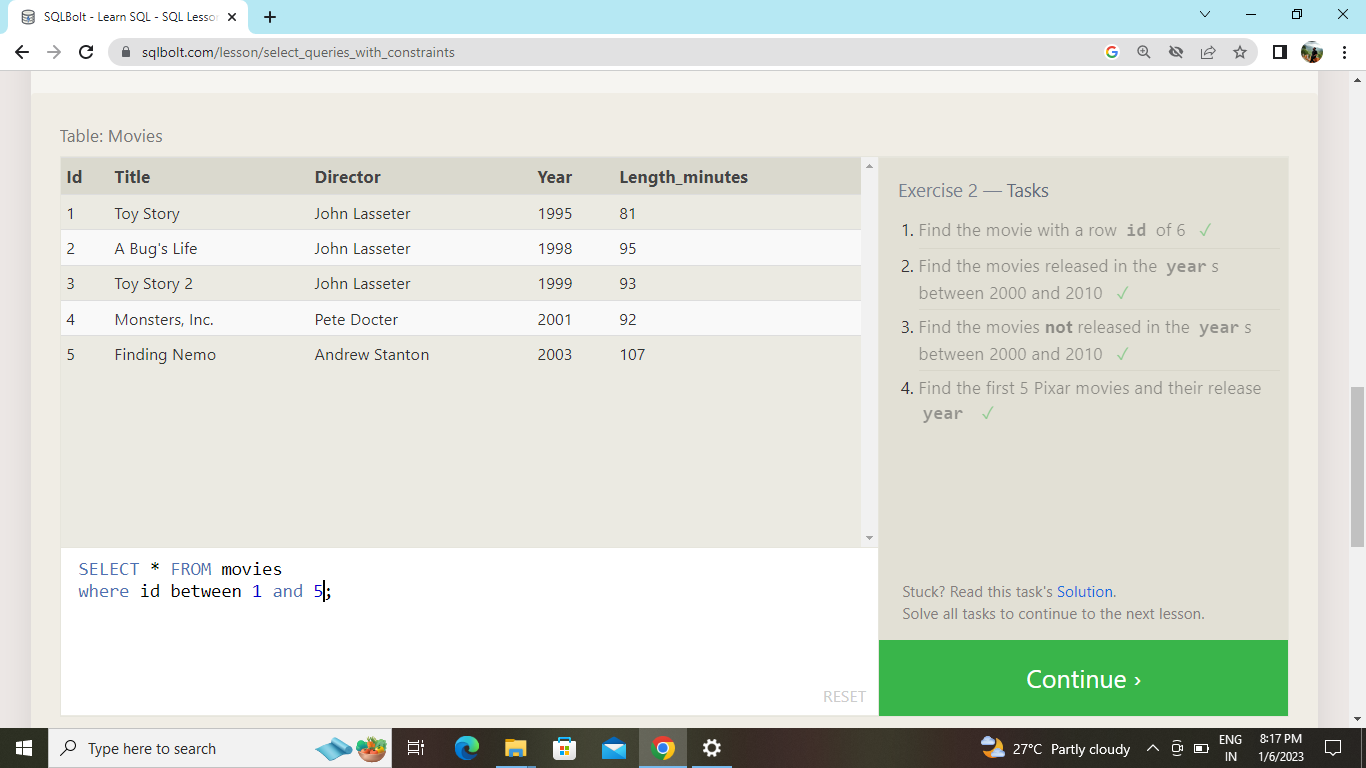 SQLBolt - Learn SQL - SQL Lesson
sqlbolt.com/lesson/select_queries_with_constraints
Table: Movies
Id Title Director Year Length_minutes
1 Toy Story John Lasseter 1995 81
2 A Bug's Life John Lasseter 1998 95
3 Toy Story 2 John Lasseter 1999 93
4 Monsters, Inc. Pete Docter 2001 92
5 Finding Nemo Andrew Stanton 2003 107
SELECT * FROM movies
where id between 1 and 5;
RESET
Exercise 2 — Tasks
1. Find the movie with a row id of 6 ✓
2. Find the movies released in the year s
between 2000 and 2010 ✓
3. Find the movies not released in the year s
between 2000 and 2010 ✓
4. Find the first 5 Pixar movies and their release
year ✓
Stuck? Read this task's Solution.
Solve all tasks to continue to the next lesson.
Continue ›
Type here to search
27°C Partly cloudy
ENG
IN
8:17 PM
1/6/2023